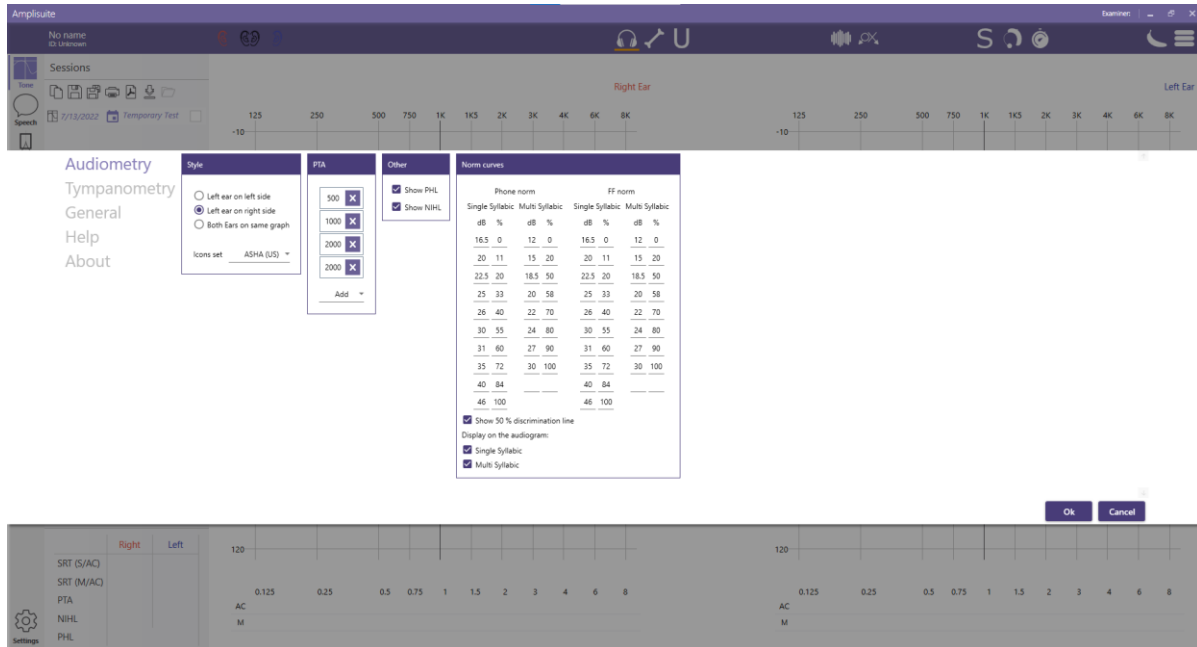 Amplisuite Examiner:
No name
ID: Unknown
U S
Tone
Sessions
Right Ear Left Ear
Speech
7/13/2022 Temporary Test
125 250 500 750 1K 1K5 2K 3K 4K 6K 8K 125 250 500 750 1K 1K5 2K 3K 4K 6K 8K
-10 -10
Audiometry
Tympanometry
General
Help
About
Style
Left ear on left side
Left ear on right side
Both Ears on same graph
Icons set ASHA (US)
PTA
500
1000
2000
2000
Add
Other
Show PHL
Show NIHL
Norm curves
Phone norm FF norm
Single Syllabic Multi Syllabic Single Syllabic Multi Syllabic
dB % dB % dB % dB %
16.5 0 12 0 16.5 0 12 0
20 11 15 20 20 11 15 20
22.5 20 18.5 50 22.5 20 18.5 50
25 33 20 58 25 33 20 58
26 40 22 70 26 40 22 70
30 55 24 80 30 55 24 80
31 60 27 90 31 60 27 90
35 72 30 100 35 72 30 100
40 84 40 84
46 100 46 100
Show 50 % discrimination line
Display on the audiogram:
Single Syllabic
Multi Syllabic
Ok Cancel
Right Left
SRT (S/AC)
SRT (M/AC)
PTA
NIHL
PHL
Settings
120 120
0.125 0.25 0.5 0.75 1 1.5 2 3 4 6 8 0.125 0.25 0.5 0.75 1 1.5 2 3 4 6 8
AC AC
M M